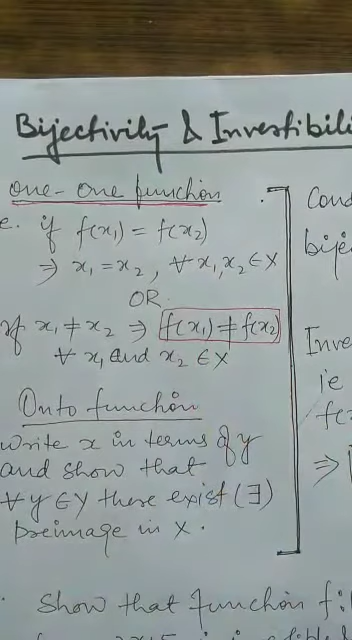 Bijectivity & Investibili
one-one function
e. if f(x₁) = f(x₂)
⇒ x₁ = x₂ , ∀ x₁, x₂ ∈ X
OR
If x₁ ≠ x₂ ⇒ f(x₁) ≠ f(x₂)
∀ x₁ and x₂ ∈ X
Onto function
write x in terms of y
and show that
∀ y ∈ Y there exist (∃)
preimage in X .
Cond
bije
Inve
ie
f(x
⇒
Show that function f: